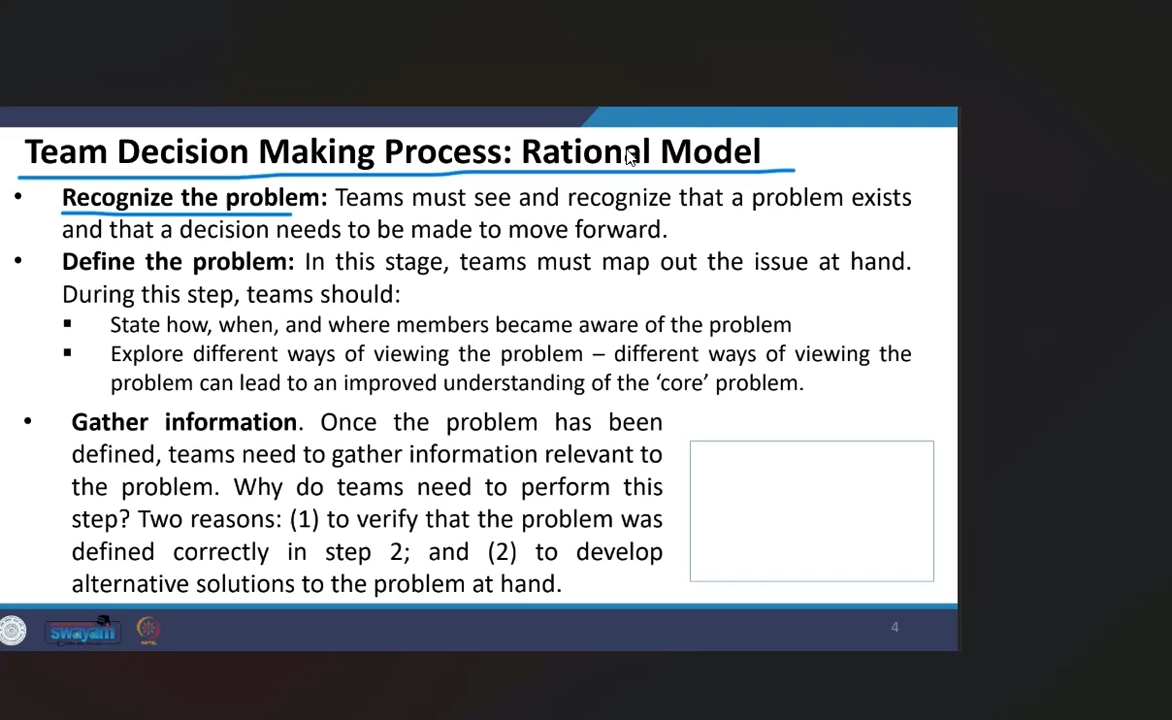 Team Decision Making Process: Rational Model
• Recognize the problem: Teams must see and recognize that a problem exists
and that a decision needs to be made to move forward.
• Define the problem: In this stage, teams must map out the issue at hand.
During this step, teams should:
▪ State how, when, and where members became aware of the problem
▪ Explore different ways of viewing the problem – different ways of viewing the
problem can lead to an improved understanding of the ‘core’ problem.
• Gather information. Once the problem has been
defined, teams need to gather information relevant to
the problem. Why do teams need to perform this
step? Two reasons: (1) to verify that the problem was
defined correctly in step 2; and (2) to develop
alternative solutions to the problem at hand.
swayam
4